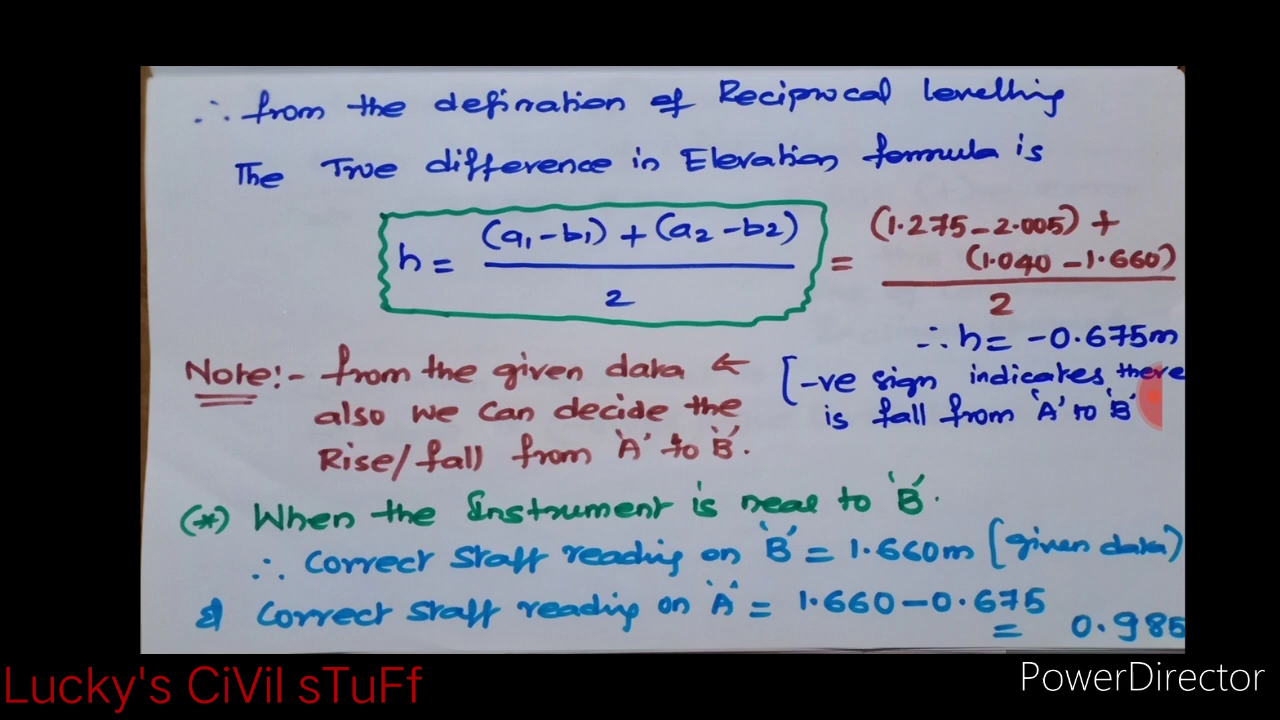 ∴ from the defination of Reciprocal levelling
The True difference in Elevation formula is
h = (a1 - b1) + (a2 - b2) / 2 = (1.275 - 2.005) + (1.040 - 1.660) / 2
∴ h = -0.675m
Note:- from the given data ← [-ve sign indicates there
also we can decide the is fall from 'A' to 'B'
Rise/fall from 'A' to 'B'.
(*) When the Instrument is near to 'B'.
∴ Correct Staff reading on 'B' = 1.660m (given data)
& Correct staff reading on 'A' = 1.660 - 0.675
= 0.985
Lucky's CiVil sTuFf
PowerDirector